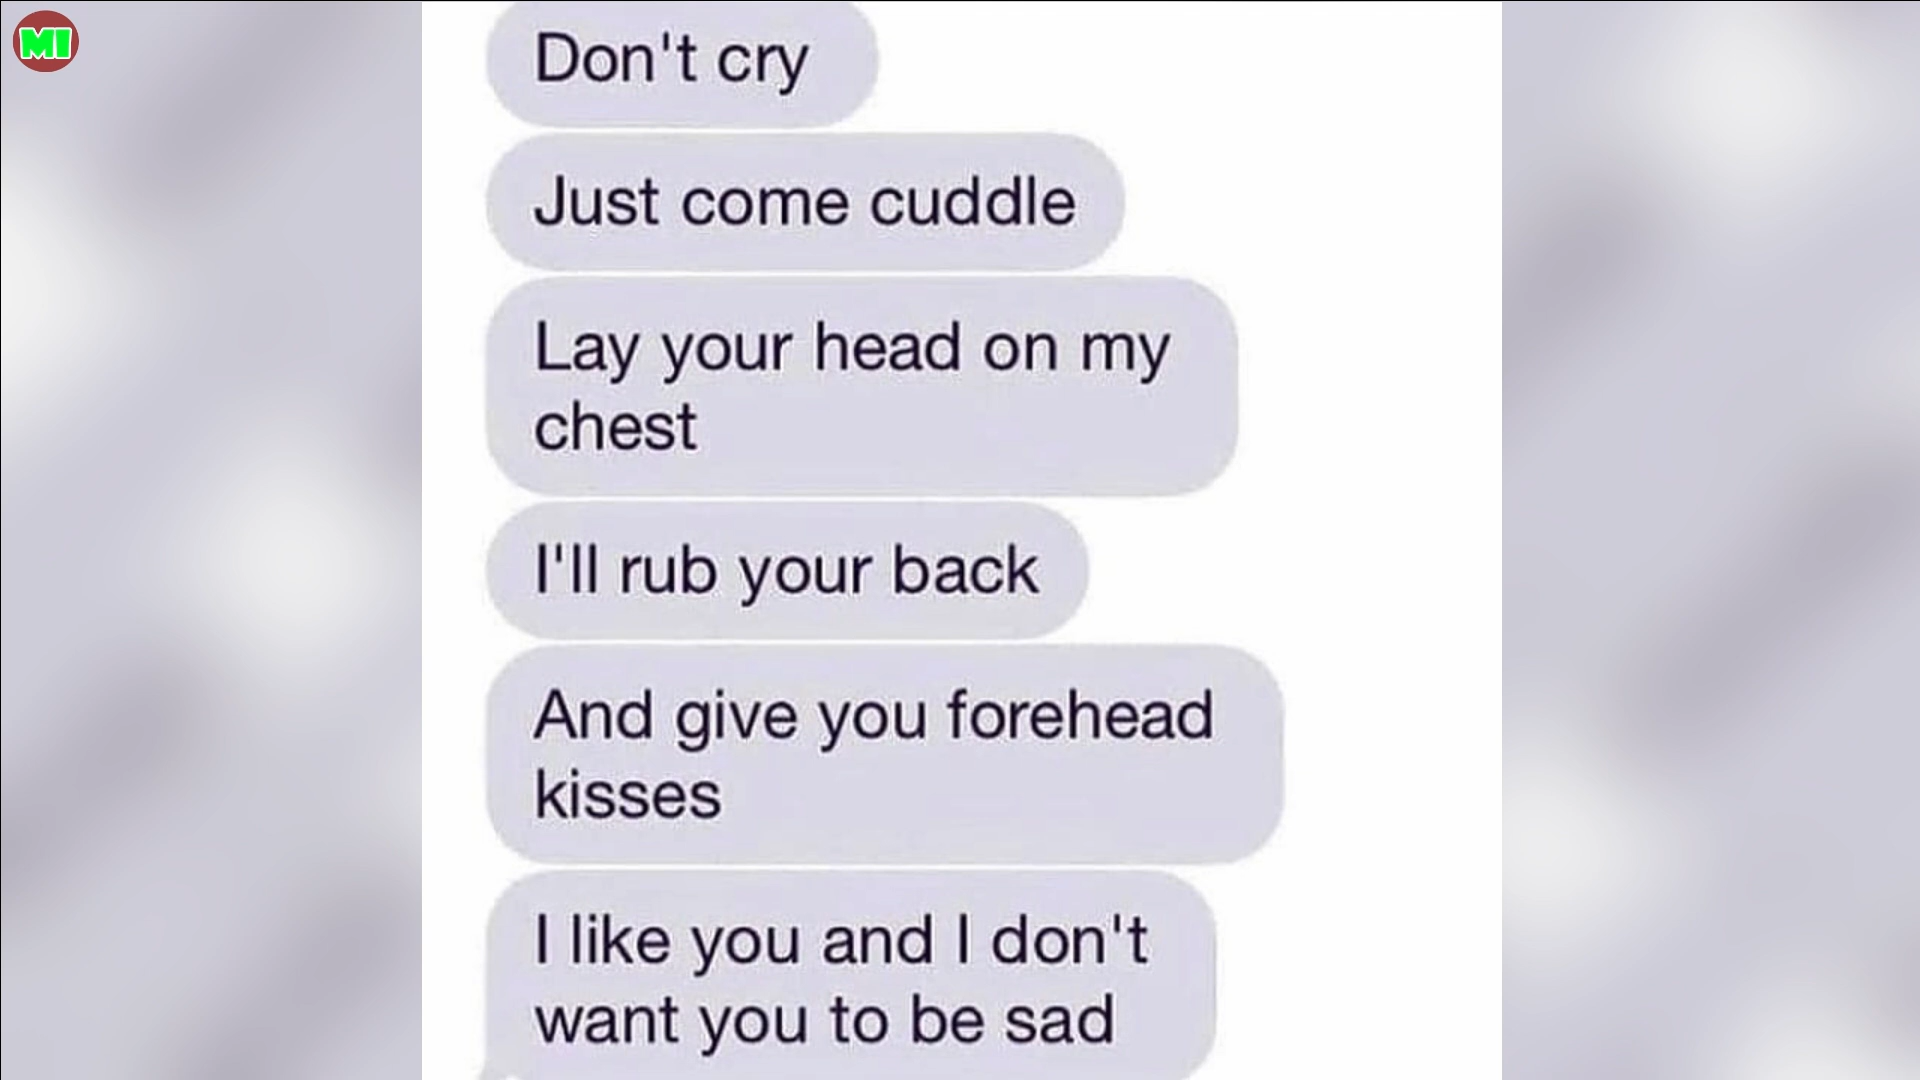 MI
Don't cry
Just come cuddle
Lay your head on my
chest
I'll rub your back
And give you forehead
kisses
I like you and I don't
want you to be sad